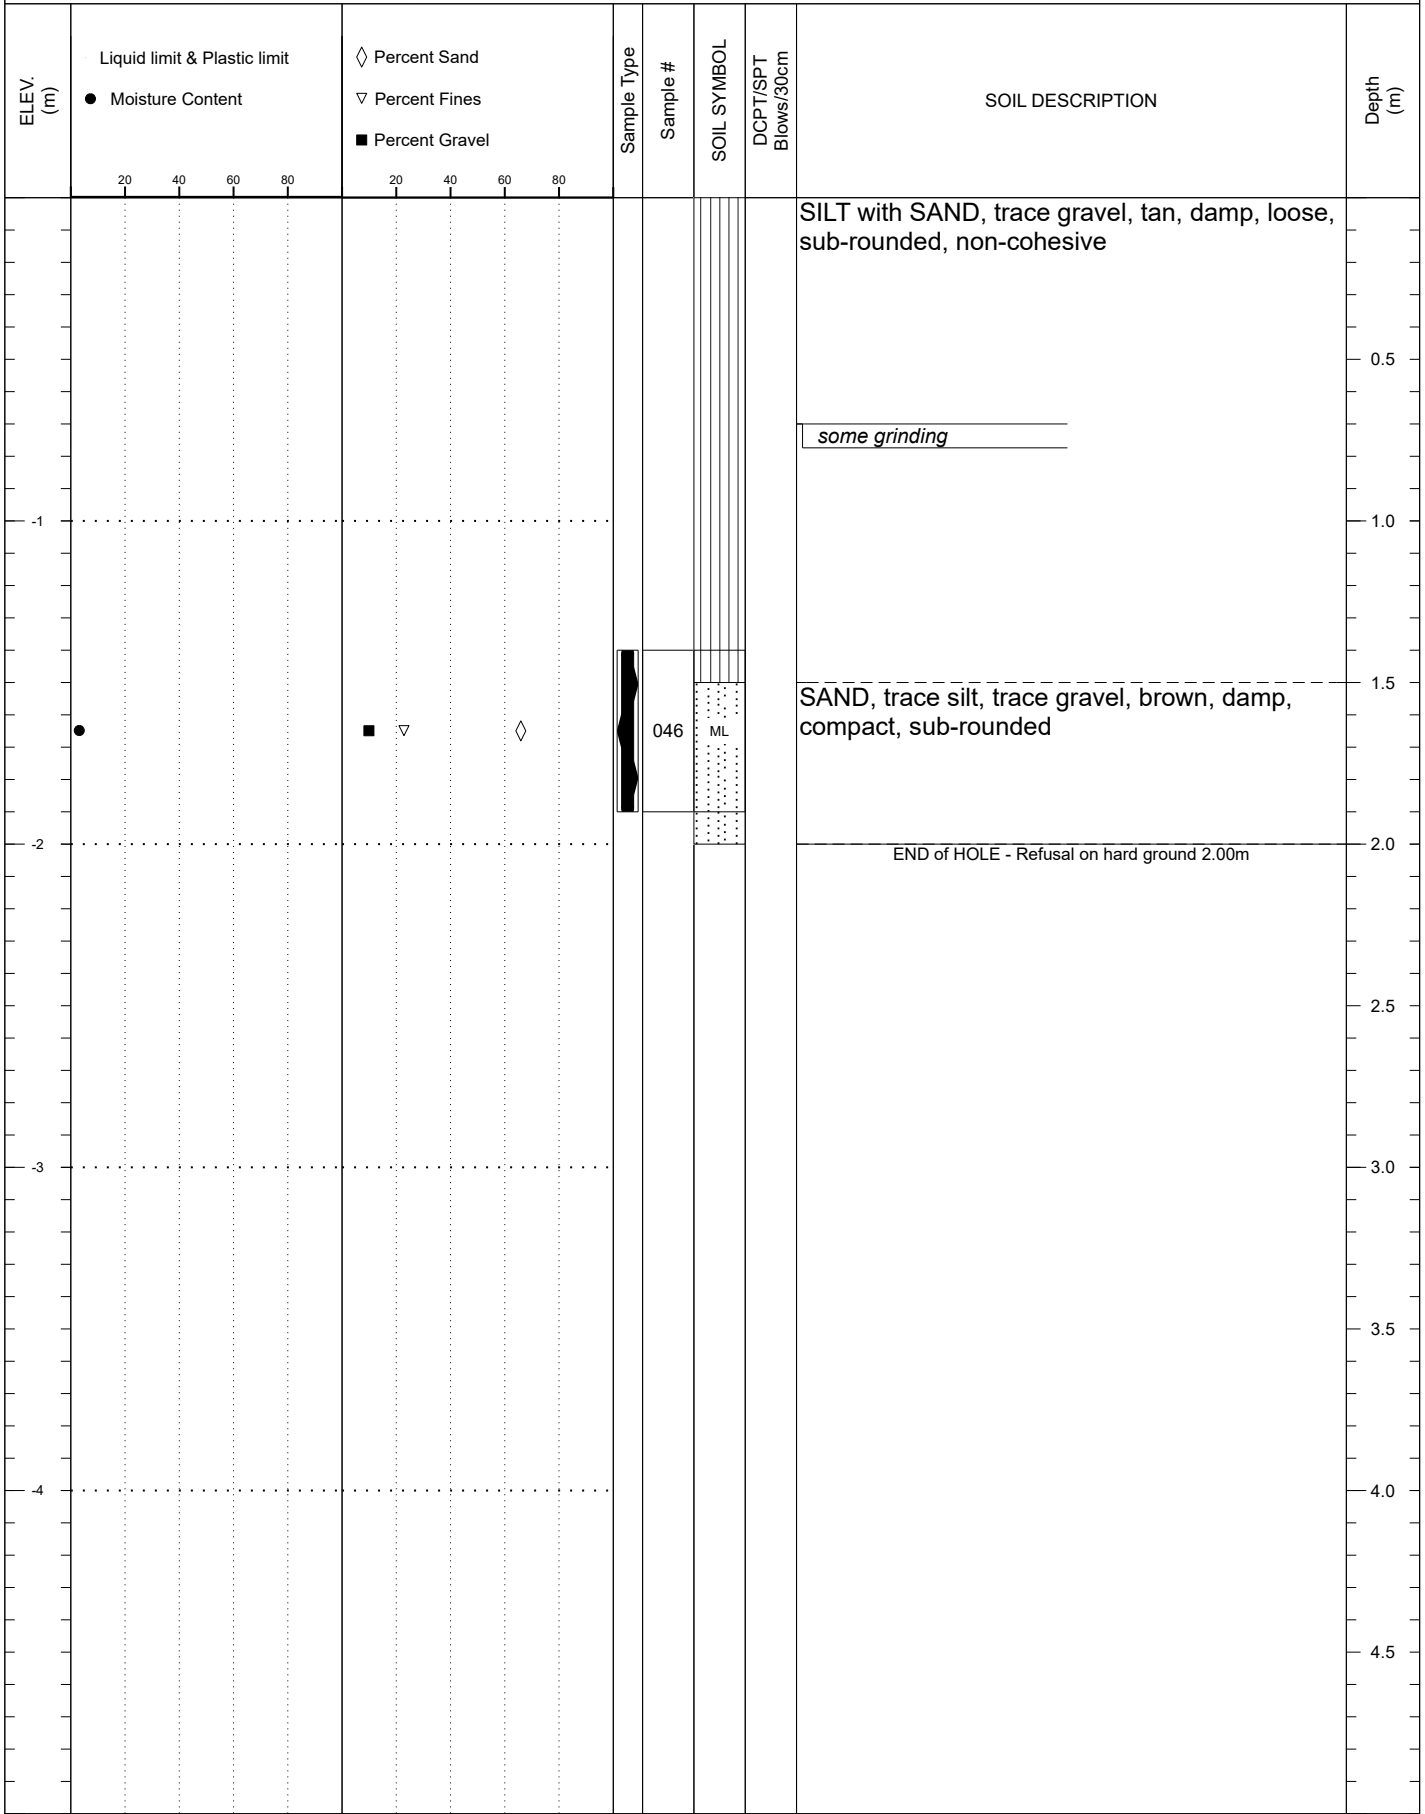 ELEV.
(m)
Liquid limit & Plastic limit
Moisture Content
20 40 60 80
Percent Sand
Percent Fines
Percent Gravel
20 40 60 80
Sample Type
Sample #
SOIL SYMBOL
DCPT/SPT
Blows/30cm
SOIL DESCRIPTION
Depth
(m)
SILT with SAND, trace gravel, tan, damp, loose,
sub-rounded, non-cohesive
0.5
some grinding
-1 1.0
1.5
SAND, trace silt, trace gravel, brown, damp,
compact, sub-rounded
046 ML
-2 2.0
END of HOLE - Refusal on hard ground 2.00m
2.5
-3 3.0
3.5
-4 4.0
4.5